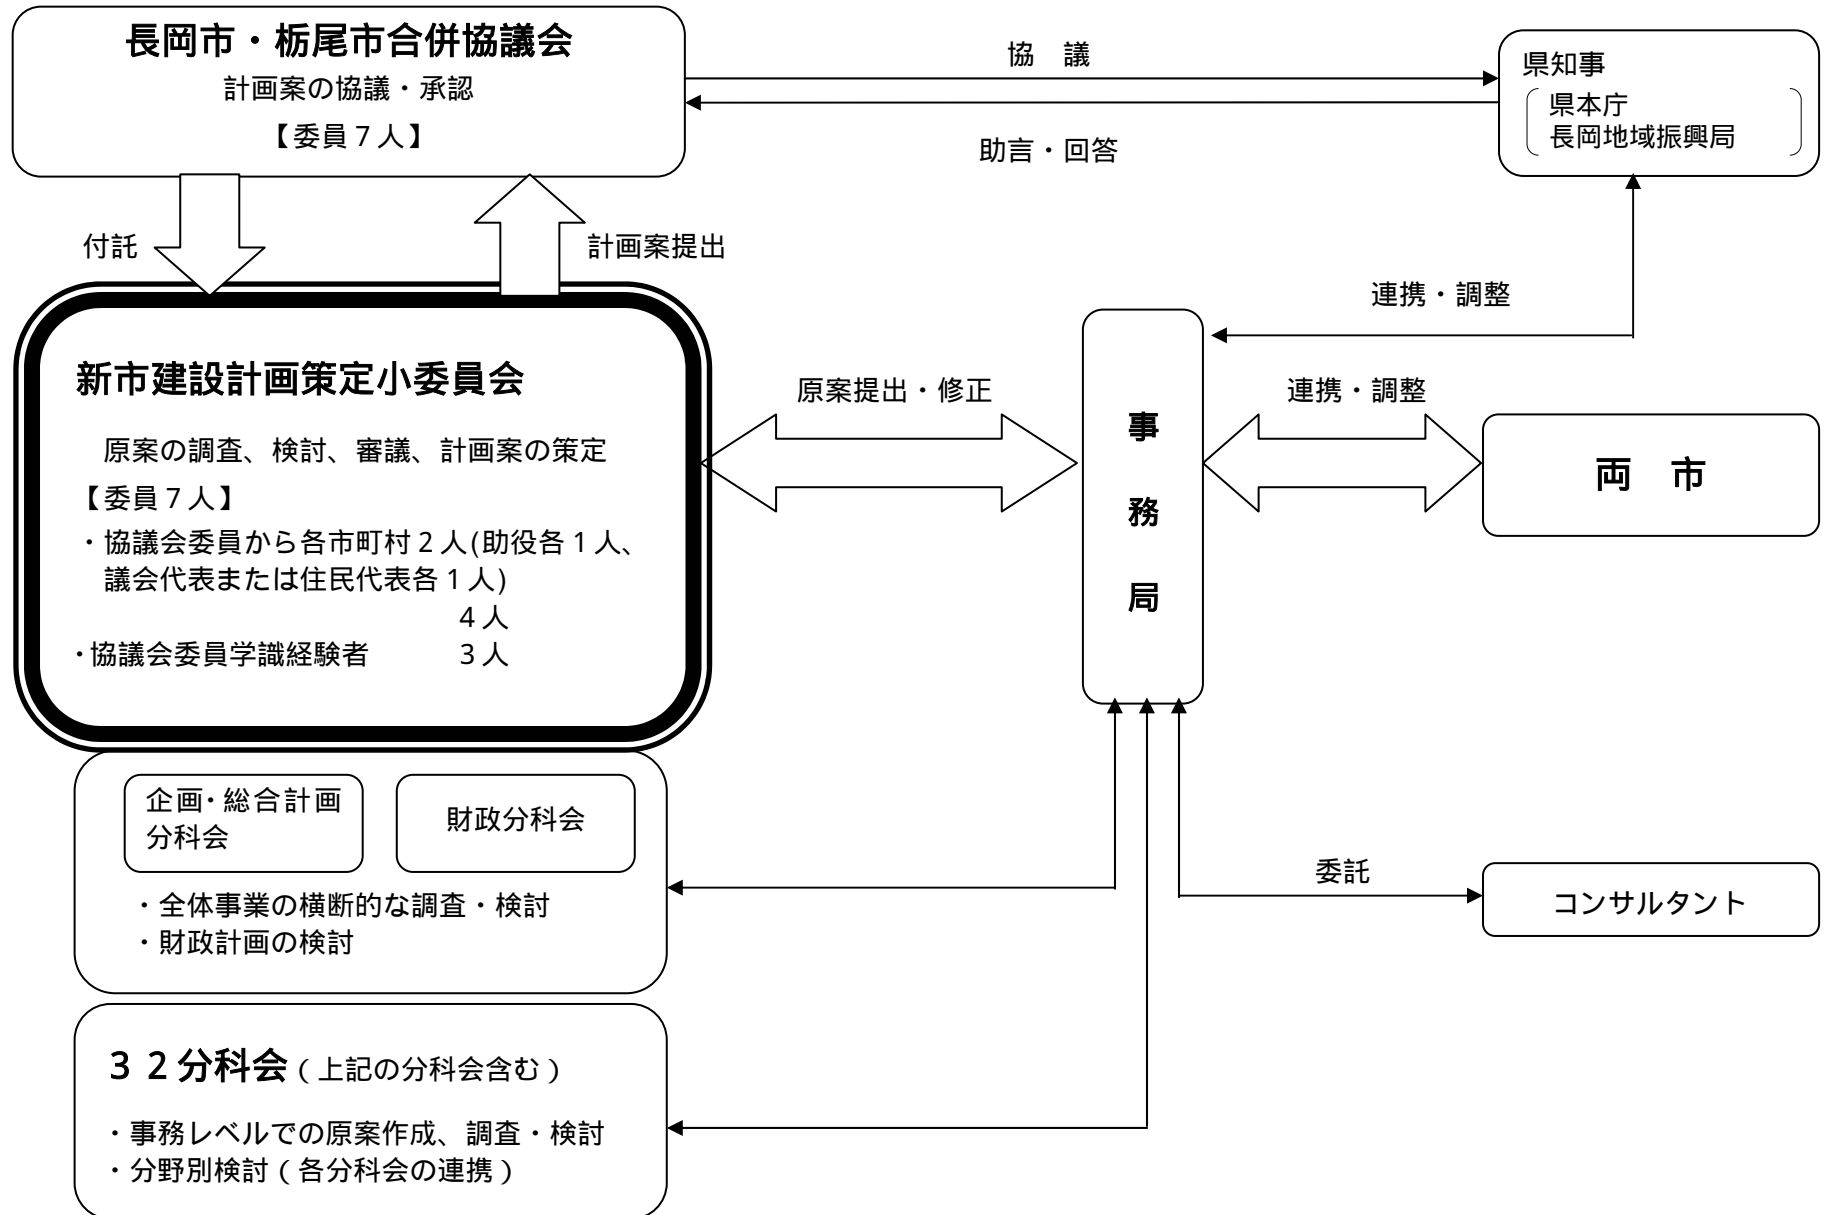 長岡市・栃尾市合併協議会
計画案の協議・承認
【委員７人】
協　議
助言・回答
県知事
県本庁
長岡地域振興局
付託
計画案提出
連携・調整
新市建設計画策定小委員会
原案の調査、検討、審議、計画案の策定
【委員７人】
・協議会委員から各市町村２人(助役各１人、
議会代表または住民代表各１人)
４人
・協議会委員学識経験者　　　３人
原案提出・修正
事
務
局
連携・調整
両　市
企画・総合計画
分科会
財政分科会
・全体事業の横断的な調査・検討
・財政計画の検討
委託
コンサルタント
３２分科会（上記の分科会含む）
・事務レベルでの原案作成、調査・検討
・分野別検討（各分科会の連携）